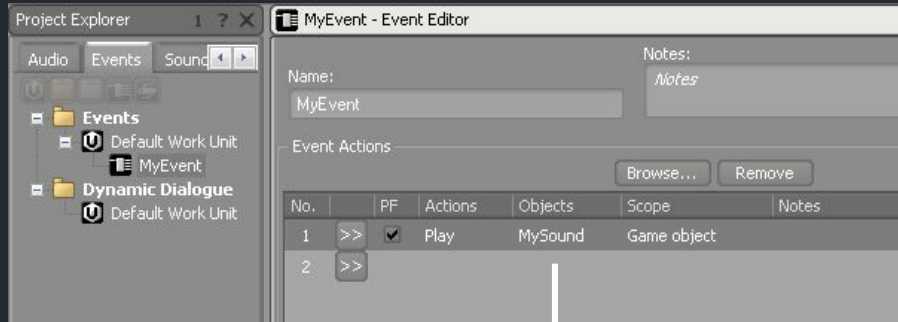 Project Explorer 1 ? X
Audio Events Sound
Events
Default Work Unit
MyEvent
Dynamic Dialogue
Default Work Unit
MyEvent - Event Editor
Name:
MyEvent
Notes:
Notes
Event Actions
Browse... Remove
No. PF Actions Objects Scope Notes
1 >> Play MySound Game object
2 >>